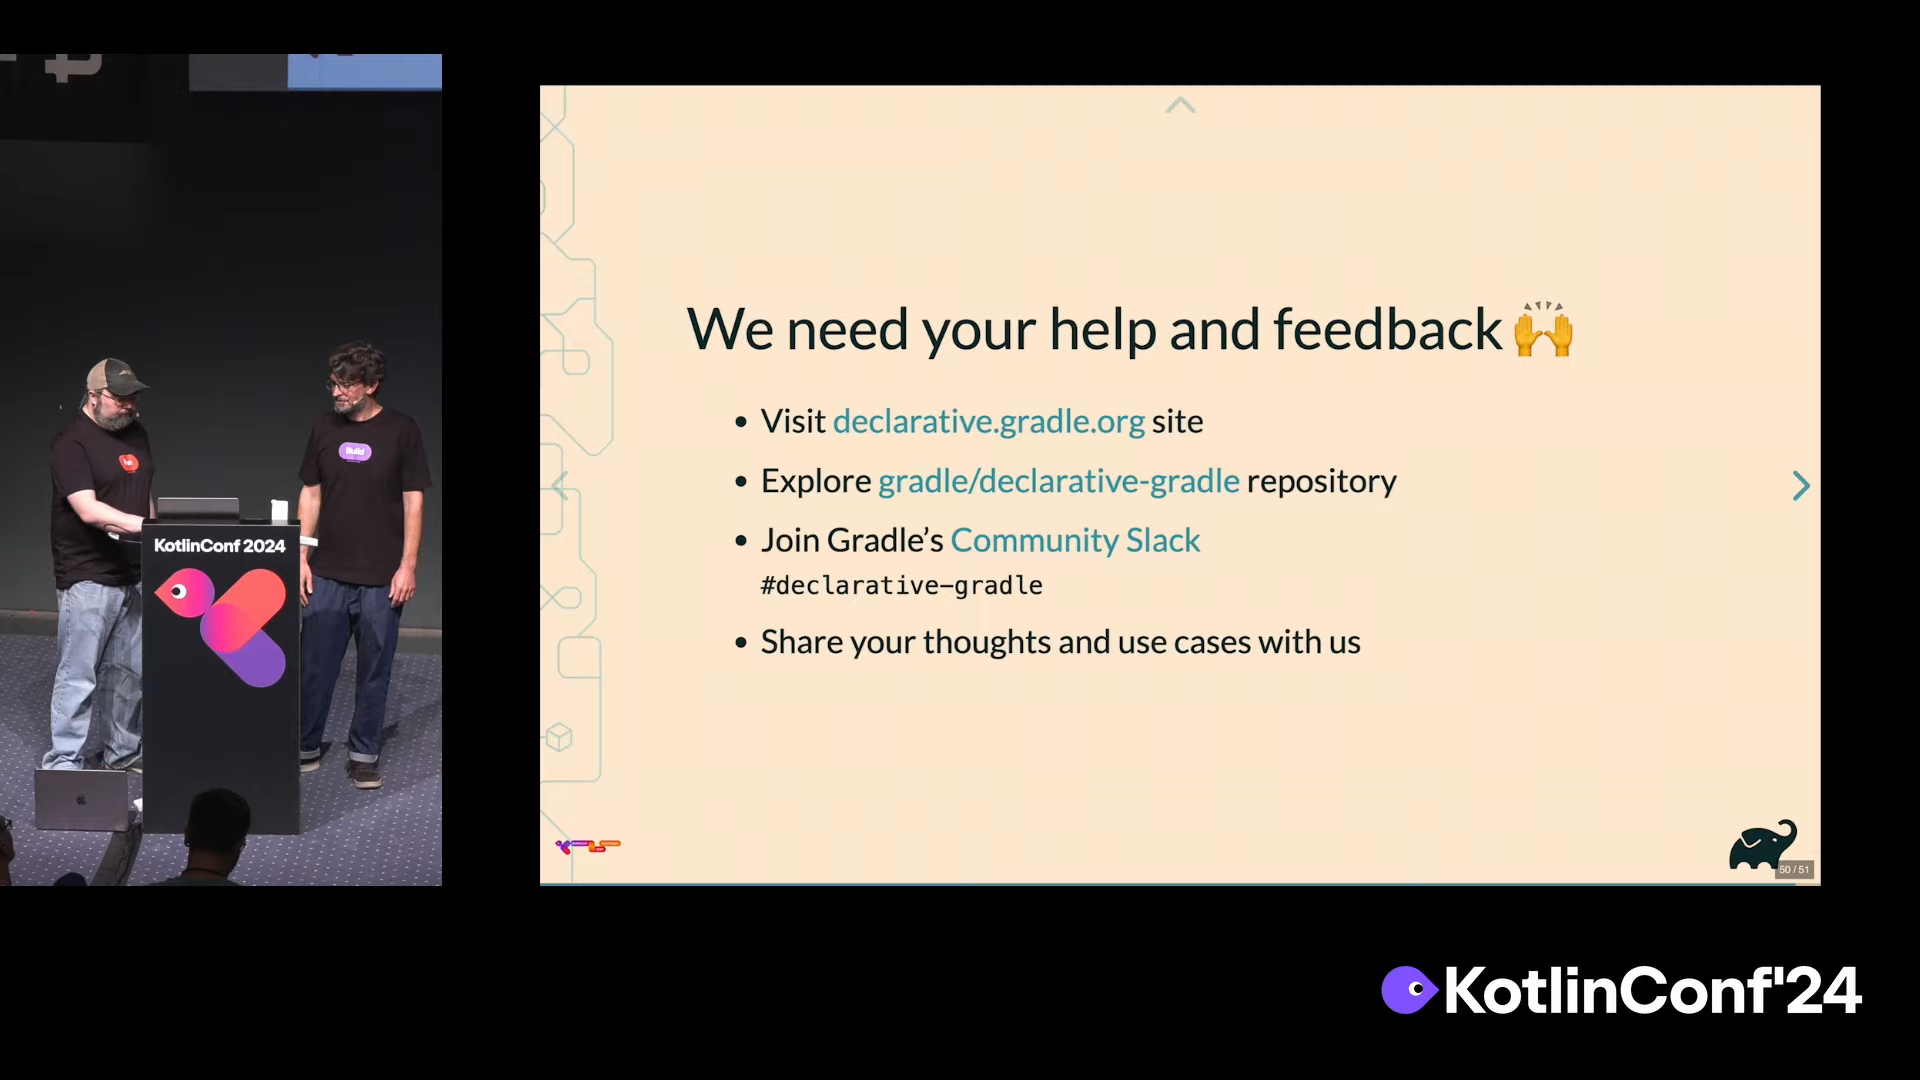 We need your help and feedback 🙌
• Visit declarative.gradle.org site
• Explore gradle/declarative-gradle repository
• Join Gradle’s Community Slack
#declarative-gradle
• Share your thoughts and use cases with us
50 / 51
Build
KotlinConf 2024
KotlinConf'24